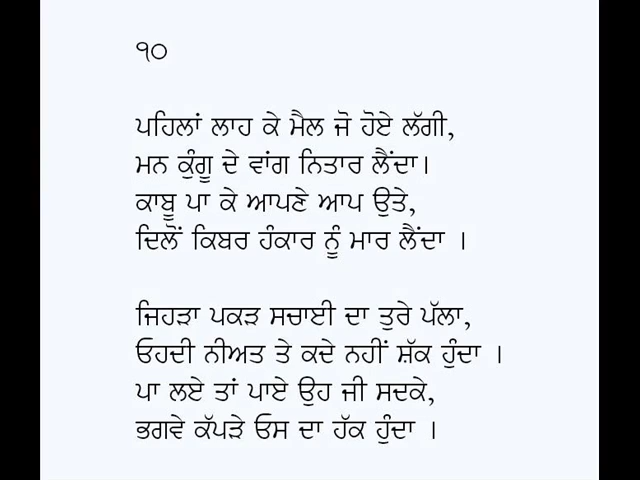 ੧੦
ਪਹਿਲਾਂ ਲਾਹ ਕੇ ਮੈਲ ਜੋ ਹੋਏ ਲੱਗੀ,
ਮਨ ਕੁੰਗੂ ਦੇ ਵਾਂਗ ਨਿਤਾਰ ਲੈਂਦਾ।
ਕਾਬੂ ਪਾ ਕੇ ਆਪਣੇ ਆਪ ਉਤੇ,
ਦਿਲੋਂ ਕਿਬਰ ਹੰਕਾਰ ਨੂੰ ਮਾਰ ਲੈਂਦਾ ।
ਜਿਹੜਾ ਪਕੜ ਸਚਾਈ ਦਾ ਤੁਰੇ ਪੱਲਾ,
ਓਹਦੀ ਨੀਅਤ ਤੇ ਕਦੇ ਨਹੀਂ ਸ਼ੱਕ ਹੁੰਦਾ ।
ਪਾ ਲਏ ਤਾਂ ਪਾਏ ਉਹ ਜੀ ਸਦਕੇ,
ਭਗਵੇ ਕੱਪੜੇ ਓਸ ਦਾ ਹੱਕ ਹੁੰਦਾ ।